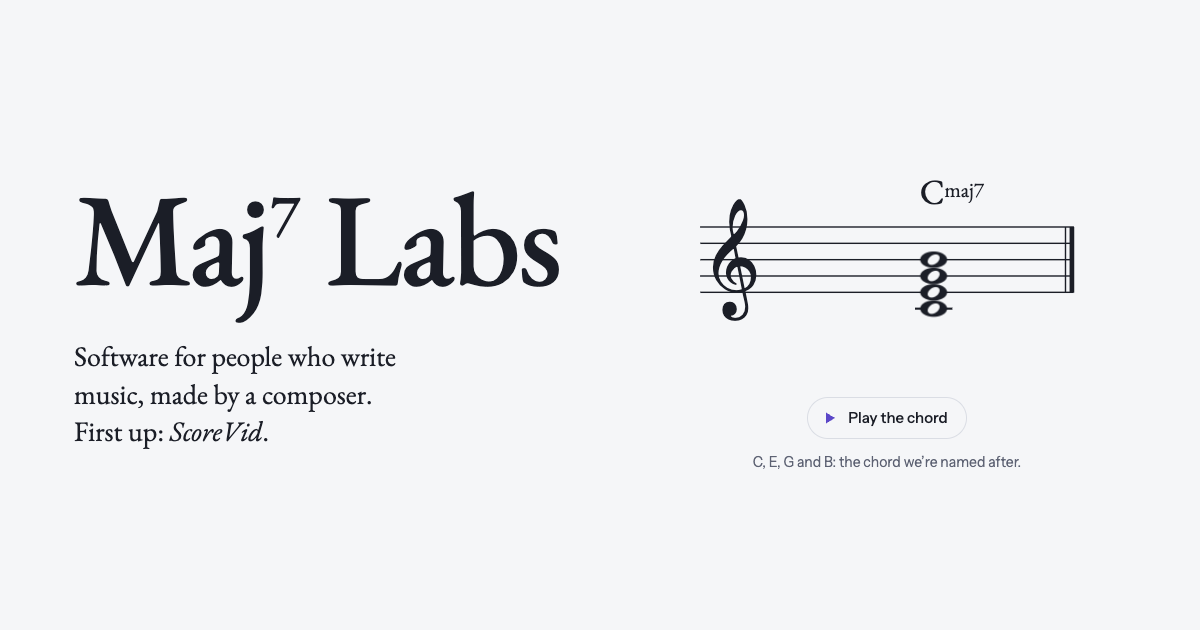 Maj⁷ Labs
Software for people who write
music, made by a composer.
First up: ScoreVid.
Cmaj7
Play the chord
C, E, G and B: the chord we’re named after.